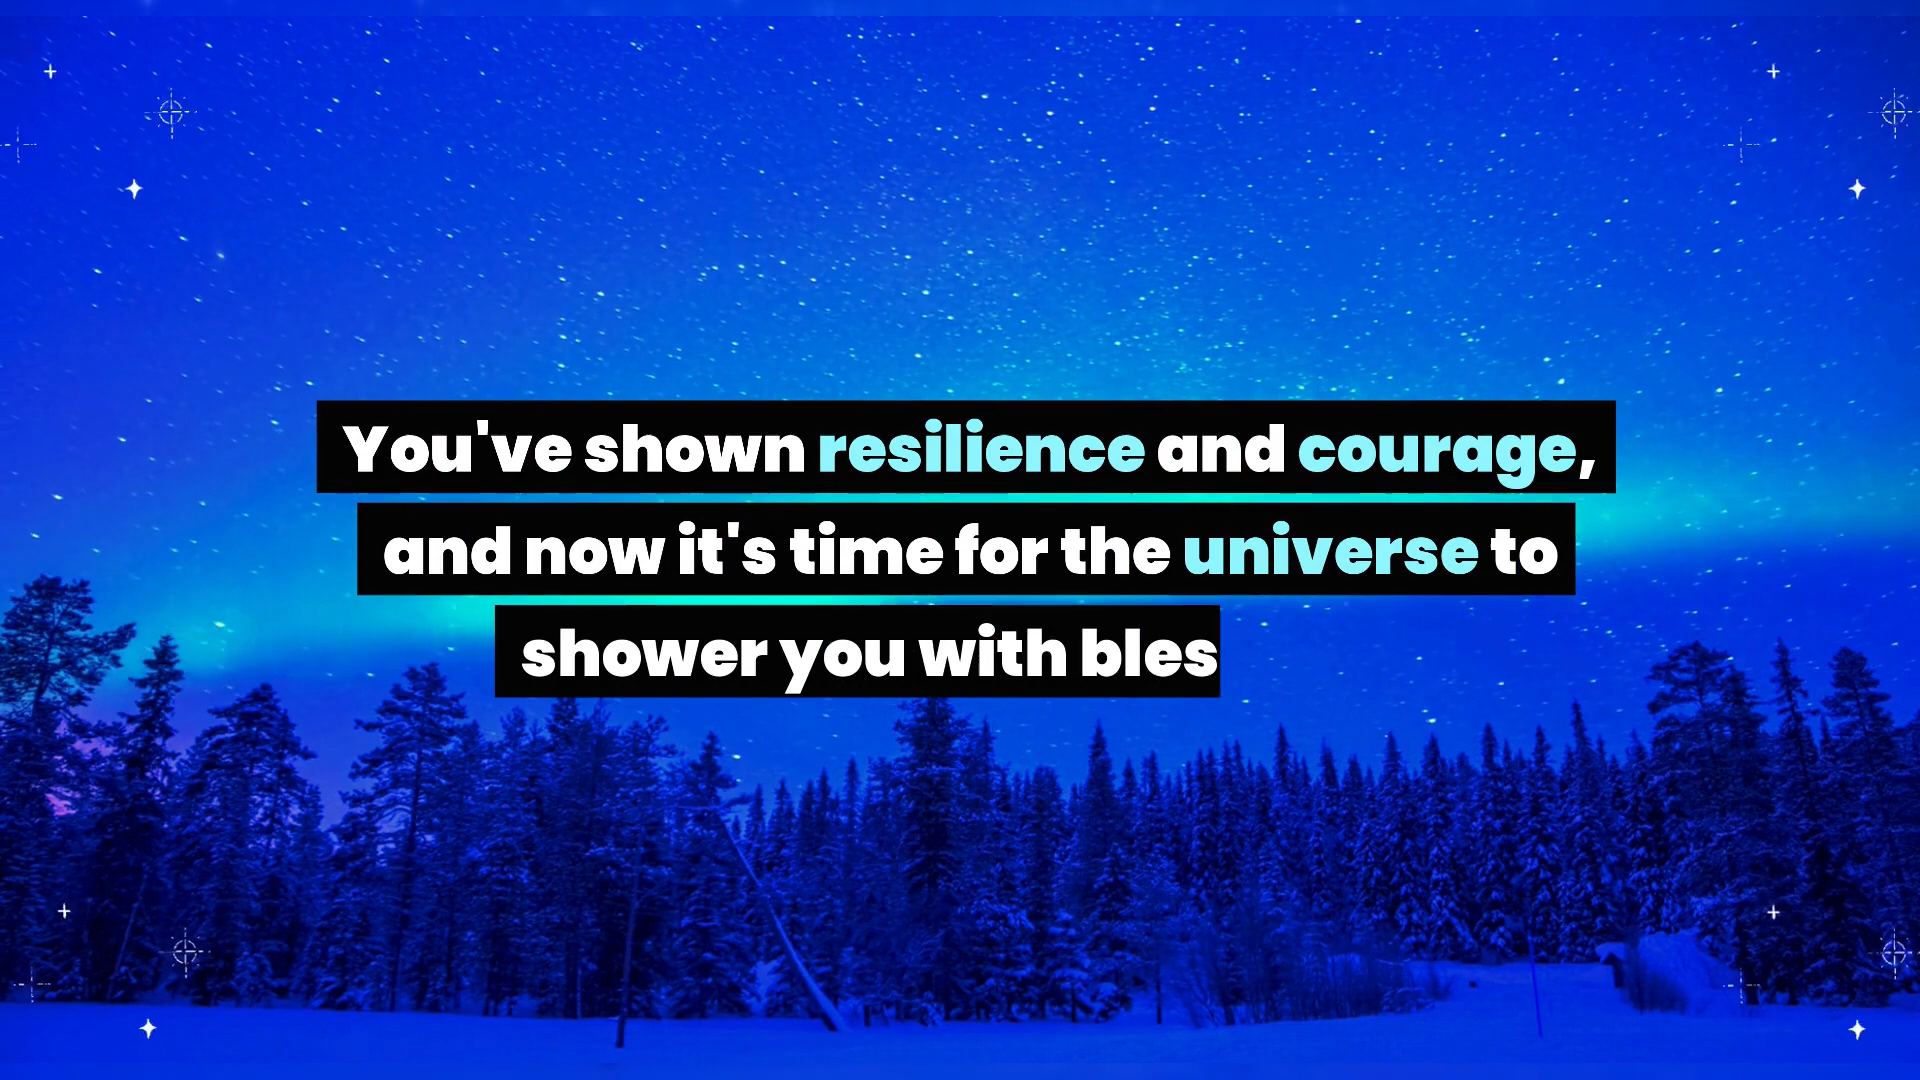 You've shown resilience and courage,
and now it's time for the universe to
shower you with bles